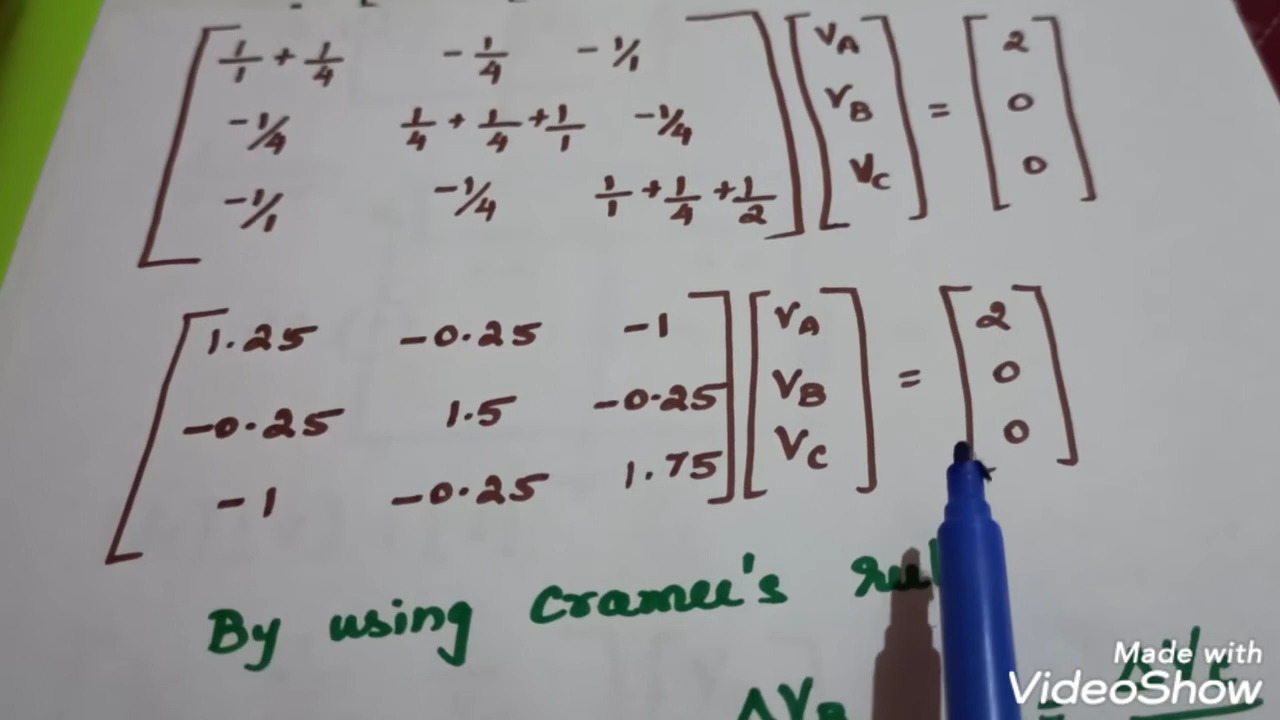 1/1 + 1/4 -1/4 -1/1 VA 2
-1/4 1/4 + 1/4 + 1/1 -1/4 VB = 0
-1/1 -1/4 1/1 + 1/4 + 1/2 VC 0
1.25 -0.25 -1 VA 2
-0.25 1.5 -0.25 VB = 0
-1 -0.25 1.75 VC 0
By using cramer's
ΔVB =
Made with
VideoShow